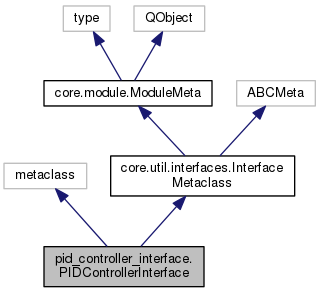 type
QObject
core.module.ModuleMeta
ABCMeta
core.util.interfaces.Interface
Metaclass
metaclass
pid_controller_interface.
PIDControllerInterface